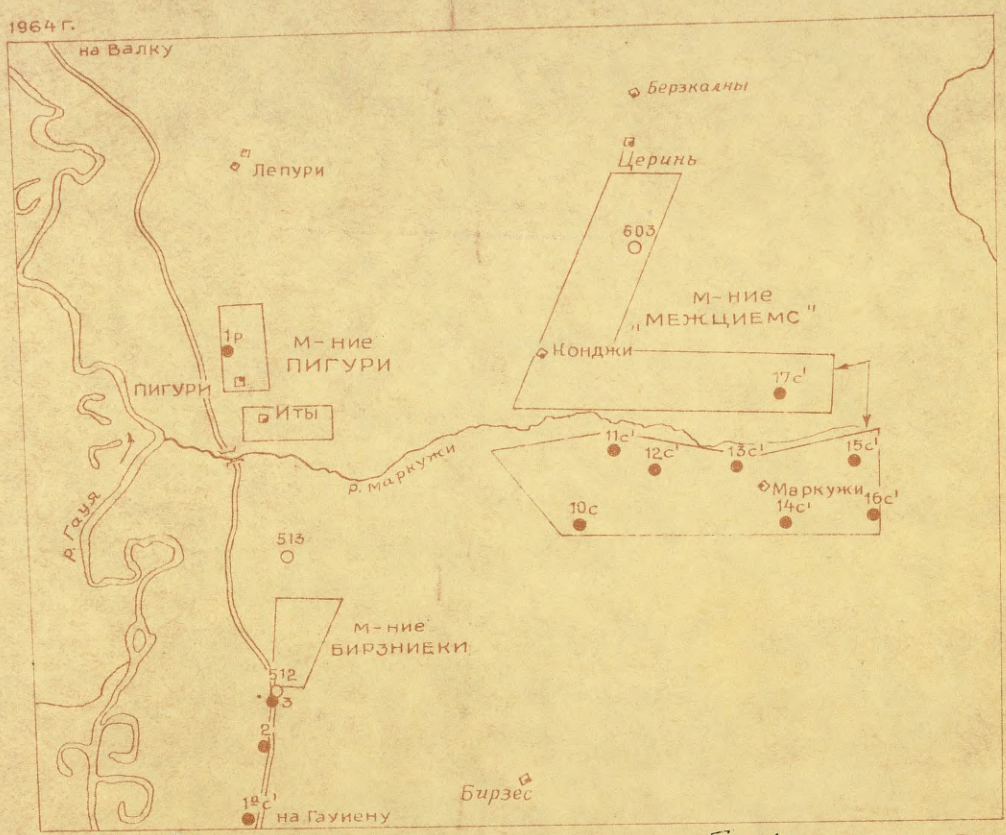 1964 г.
на Валку
Берзкалны
Церинь
Лепури
603
М-ние
„МЕЖЦИЕМС"
1р
М-ние
ПИГУРИ
Конджи
ПИГУРИ
17с'
Иты
11с'
12с'
13с'
15с'
р. Маркужи
Маркужи
10с
14с'
16с'
р. Гауя
513
М-ние
БИРЗНИЕКИ
512
3
2
Бирзес
1ас'
на Гауиену